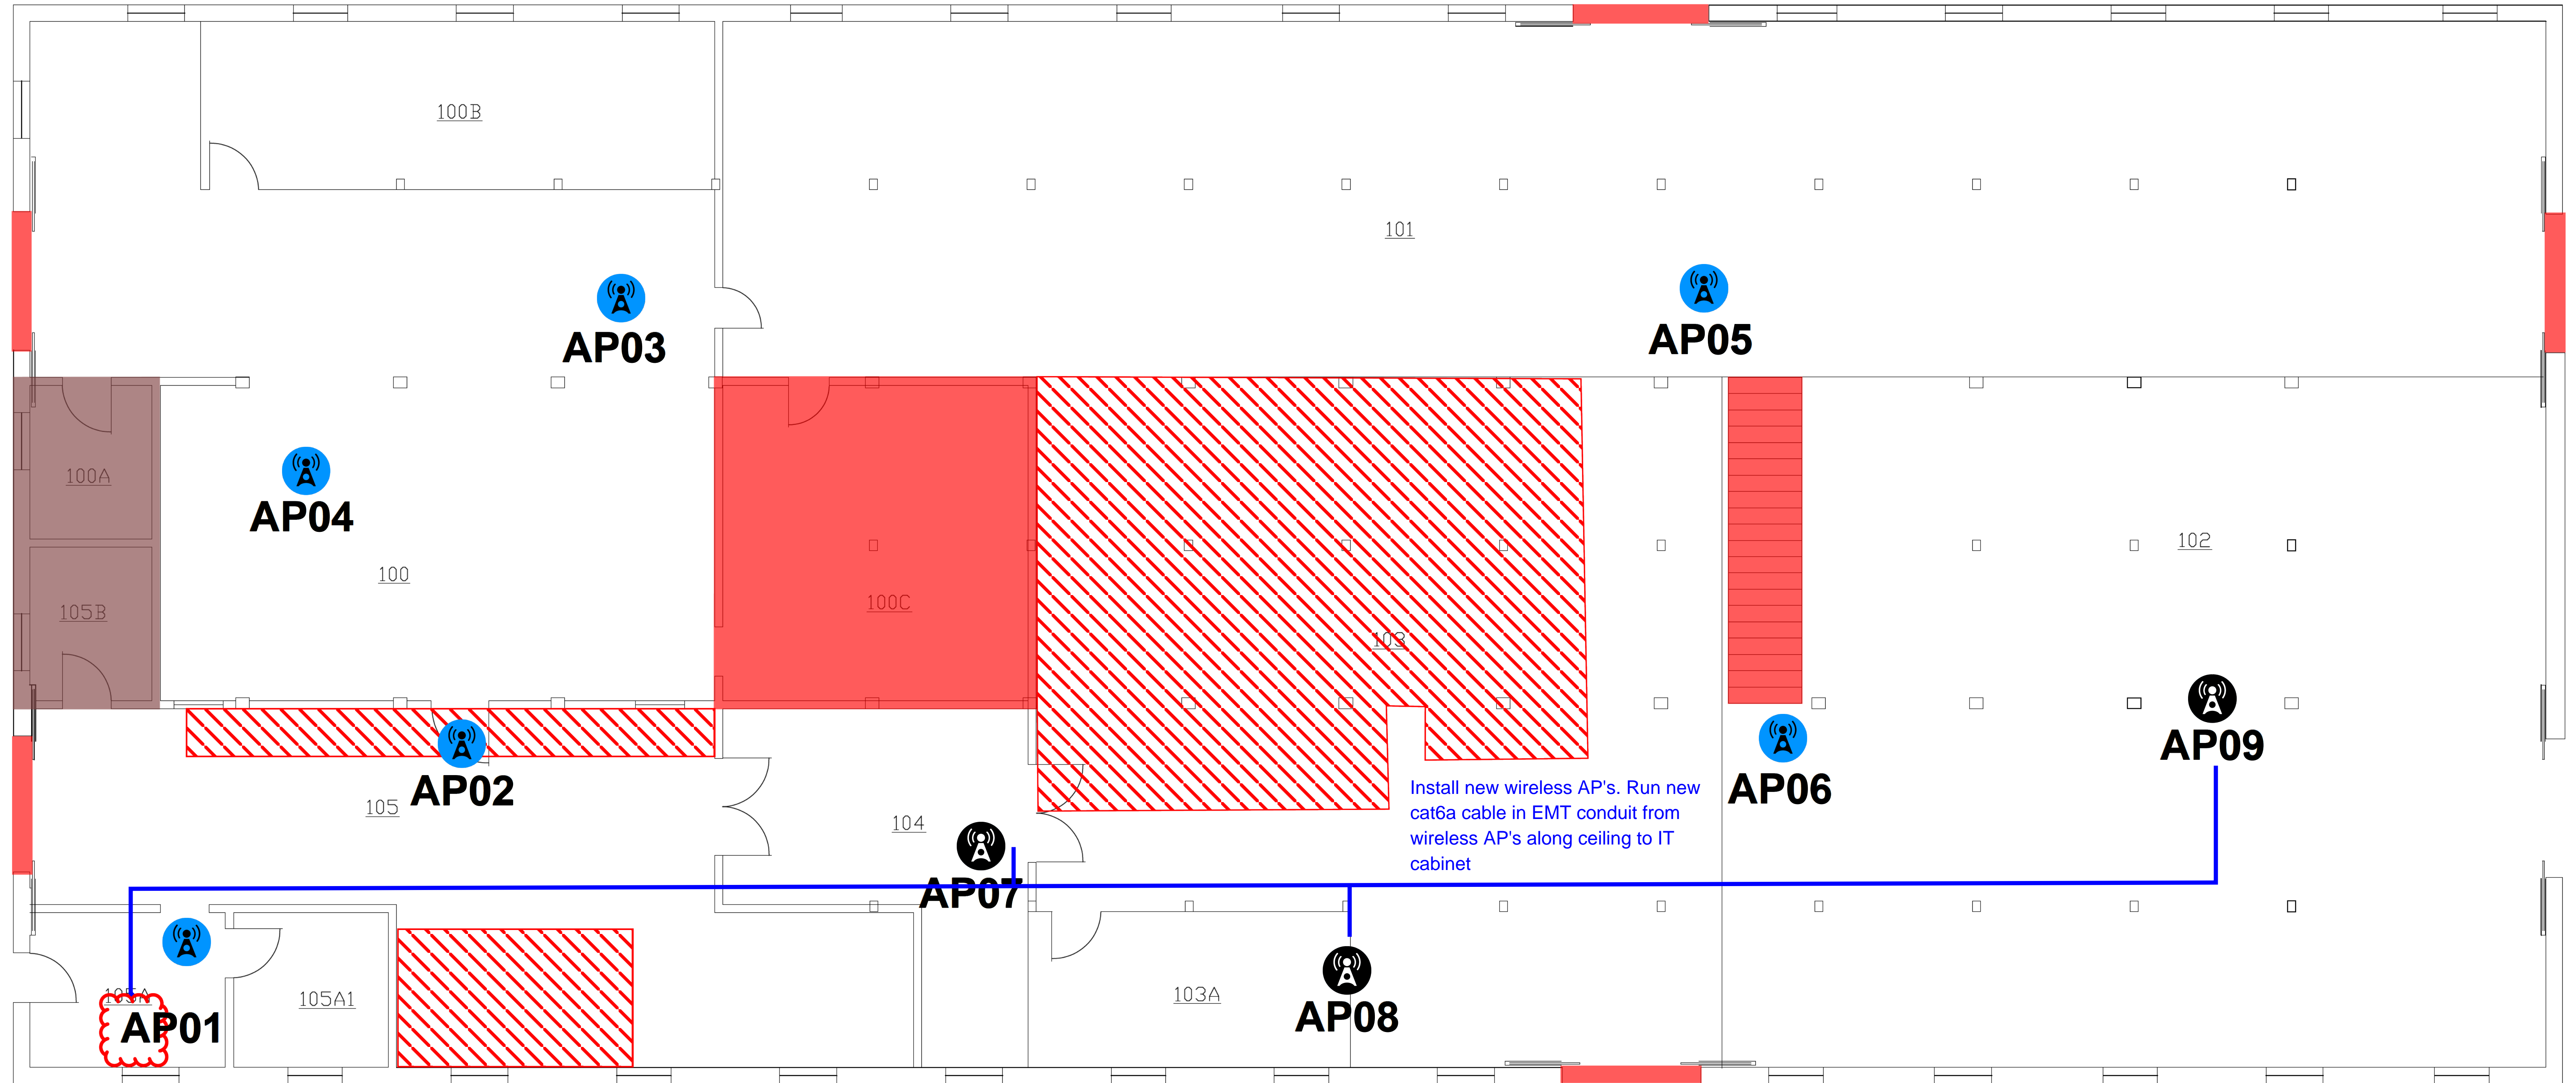 100B
101
AP03
AP05
100A
AP04
102
100
100C
105B
103
AP09
Install new wireless AP's. Run new
cat6a cable in EMT conduit from
wireless AP's along ceiling to IT
cabinet
AP02
AP06
105
104
AP07
105A
105A1
103A
AP08
AP01